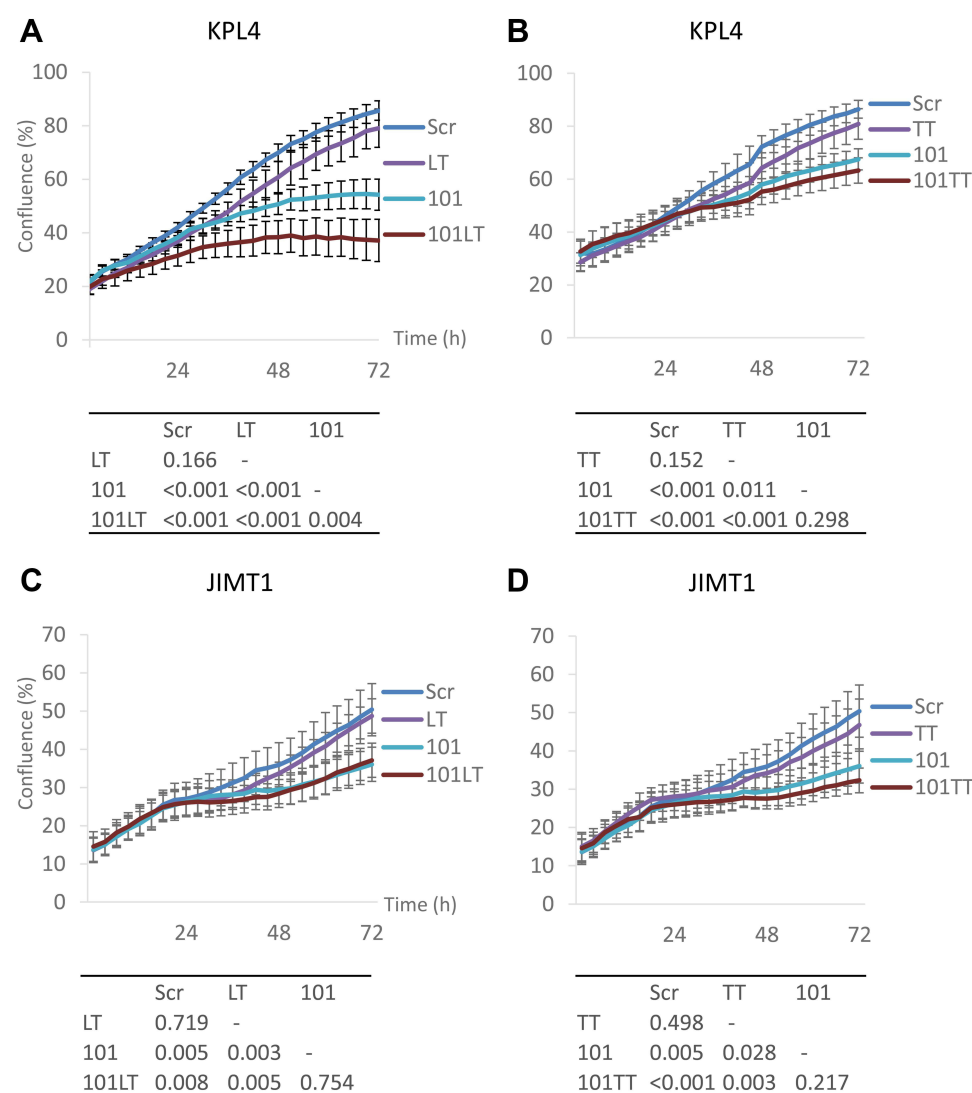 A
KPL4
Confluence (%)
100
80
60
40
20
0
Scr
LT
101
101LT
Time (h)
24 48 72
Scr LT 101
LT 0.166 -
101 <0.001 <0.001 -
101LT <0.001 <0.001 0.004
B
KPL4
100
80
60
40
20
0
Scr
TT
101
101TT
24 48 72
Scr TT 101
TT 0.152 -
101 <0.001 0.011 -
101TT <0.001 <0.001 0.298
C
JIMT1
Confluence (%)
70
60
50
40
30
20
10
0
Scr
LT
101
101LT
Time (h)
24 48 72
Scr LT 101
LT 0.719 -
101 0.005 0.003 -
101LT 0.008 0.005 0.754
D
JIMT1
70
60
50
40
30
20
10
0
Scr
TT
101
101TT
24 48 72
Scr TT 101
TT 0.498 -
101 0.005 0.028 -
101TT <0.001 0.003 0.217